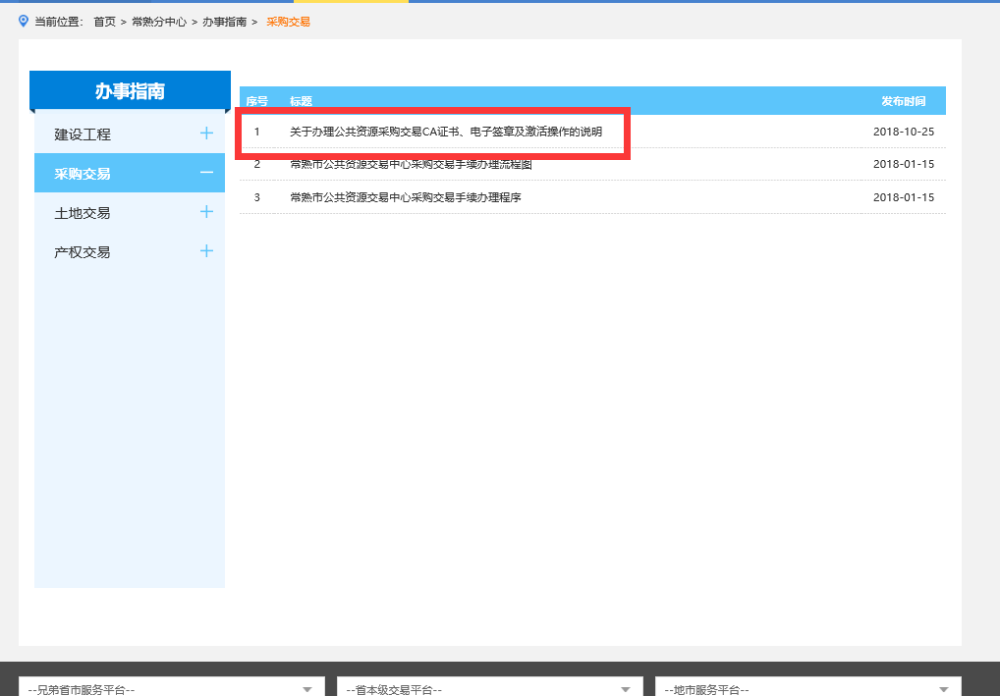 当前位置： 首页 > 常熟分中心 > 办事指南 > 采购交易
办事指南
建设工程
采购交易
土地交易
产权交易
序号 标题 发布时间
1 关于办理公共资源采购交易CA证书、电子签章及激活操作的说明 2018-10-25
2 常熟市公共资源交易中心采购交易手续办理流程图 2018-01-15
3 常熟市公共资源交易中心采购交易手续办理程序 2018-01-15
--兄弟省市服务平台-- --省本级交易平台-- --地市服务平台--